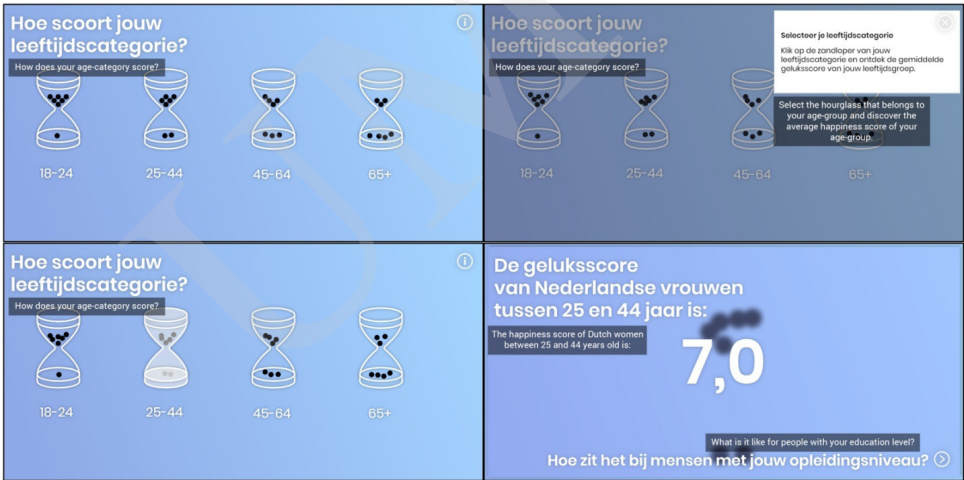 Hoe scoort jouw
leeftijdscategorie?
How does your age-category score?
18-24
25-44
45-64
65+
Hoe scoort jouw
leeftijdscategorie?
How does your age-category score?
Selecteer je leeftijdscategorie
Klik op de zandloper van jouw
leeftijdscategorie en ontdek de gemiddelde
geluksscore van jouw leeftijdsgroep.
Select the hourglass that belongs to
your age-group and discover the
average happiness score of your
age-group.
18-24
25-44
45-64
65+
Hoe scoort jouw
leeftijdscategorie?
How does your age-category score?
18-24
25-44
45-64
65+
De geluksscore
van Nederlandse vrouwen
tussen 25 en 44 jaar is:
The happiness score of Dutch women
between 25 and 44 years old is:
7,0
What is it like for people with your education level?
Hoe zit het bij mensen met jouw opleidingsniveau?